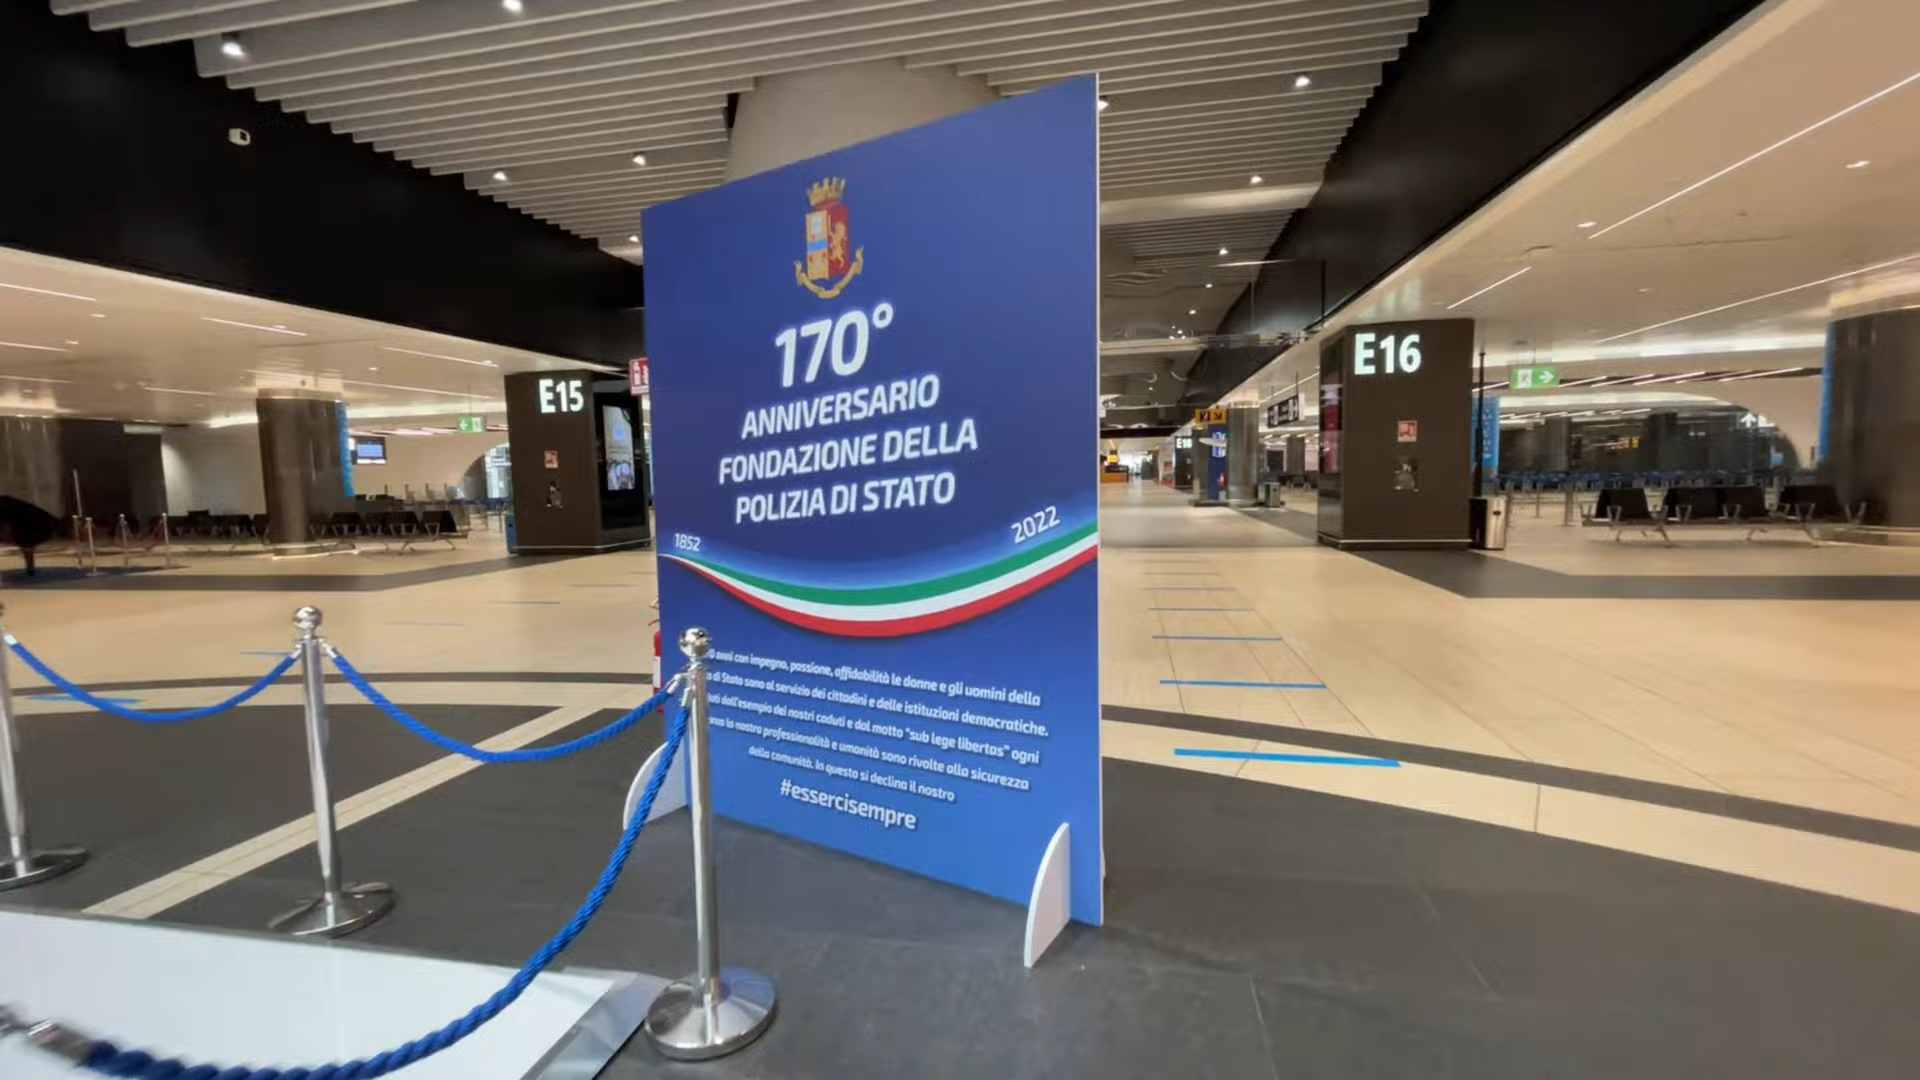 170°
ANNIVERSARIO
FONDAZIONE DELLA
POLIZIA DI STATO
1852
2022
anni con impegno, passione, affidabilità le donne e gli uomini della
di Stato sono al servizio dei cittadini e delle istituzioni democratiche.
dall'esempio dei nostri caduti e dal motto "sub lege libertas" ogni
la nostra professionalità e umanità sono rivolte alla sicurezza
della comunità. In questo si declina il nostro
#essercisempre
E15
E16